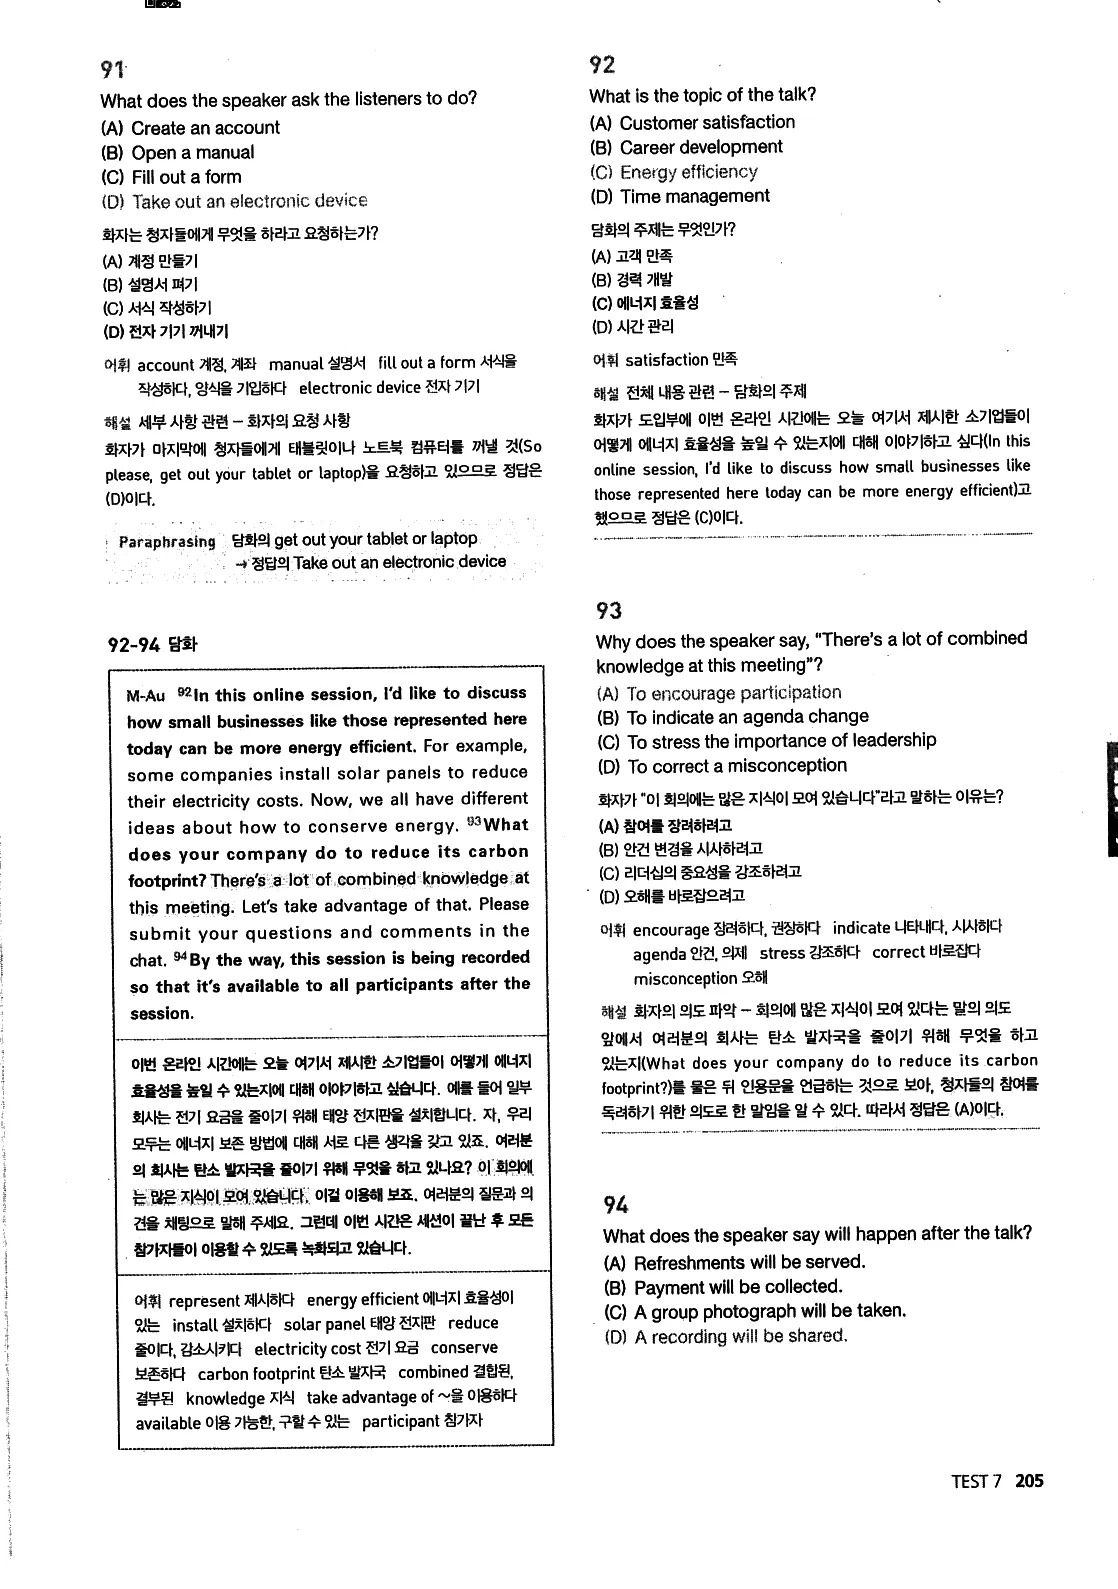 91
What does the speaker ask the listeners to do?
(A) Create an account
(B) Open a manual
(C) Fill out a form
(D) Take out an electronic device
화자는 청자들에게 무엇을 하라고 요청하는가?
(A) 계정 만들기
(B) 설명서 펴기
(C) 서식 작성하기
(D) 전자 기기 꺼내기
어휘 account 계정, 계좌 manual 설명서 fill out a form 서식을
작성하다, 양식을 기입하다 electronic device 전자 기기
해설 세부 사항 관련 – 화자의 요청 사항
화자가 마지막에 청자들에게 태블릿이나 노트북 컴퓨터를 꺼낼 것(So
please, get out your tablet or laptop)을 요청하고 있으므로 정답은
(D)이다.
Paraphrasing 담화의 get out your tablet or laptop
→ 정답의 Take out an electronic device
92-94 담화
M-Au 92In this online session, I'd like to discuss
how small businesses like those represented here
today can be more energy efficient. For example,
some companies install solar panels to reduce
their electricity costs. Now, we all have different
ideas about how to conserve energy. 93What
does your company do to reduce its carbon
footprint? There's a lot of combined knowledge at
this meeting. Let's take advantage of that. Please
submit your questions and comments in the
chat. 94By the way, this session is being recorded
so that it's available to all participants after the
session.
이번 온라인 시간에는 오늘 여기서 제시한 소기업들이 어떻게 에너지
효율성을 높일 수 있는지에 대해 이야기하고 싶습니다. 예를 들어 일부
회사는 전기 요금을 줄이기 위해 태양 전지판을 설치합니다. 자, 우리
모두는 에너지 보존 방법에 대해 서로 다른 생각을 갖고 있죠. 여러분
의 회사는 탄소 발자국을 줄이기 위해 무엇을 하고 있나요? 이 회의에
는 많은 지식이 모여 있습니다. 이걸 이용해 보죠. 여러분의 질문과 의
견을 채팅으로 말해 주세요. 그런데 이번 시간은 세션이 끝난 후 모든
참가자들이 이용할 수 있도록 녹화되고 있습니다.
어휘 represent 제시하다 energy efficient 에너지 효율성이
있는 install 설치하다 solar panel 태양 전지판 reduce
줄이다, 감소시키다 electricity cost 전기 요금 conserve
보존하다 carbon footprint 탄소 발자국 combined 결합된,
결부된 knowledge 지식 take advantage of ~을 이용하다
available 이용 가능한, 구할 수 있는 participant 참가자
92
What is the topic of the talk?
(A) Customer satisfaction
(B) Career development
(C) Energy efficiency
(D) Time management
담화의 주제는 무엇인가?
(A) 고객 만족
(B) 경력 개발
(C) 에너지 효율성
(D) 시간 관리
어휘 satisfaction 만족
해설 전체 내용 관련 – 담화의 주제
화자가 도입부에 이번 온라인 시간에는 오늘 여기서 제시한 소기업들이
어떻게 에너지 효율성을 높일 수 있는지에 대해 이야기하고 싶다(In this
online session, I'd like to discuss how small businesses like
those represented here today can be more energy efficient)고
했으므로 정답은 (C)이다.
93
Why does the speaker say, "There's a lot of combined
knowledge at this meeting"?
(A) To encourage participation
(B) To indicate an agenda change
(C) To stress the importance of leadership
(D) To correct a misconception
화자가 "이 회의에는 많은 지식이 모여 있습니다"라고 말하는 이유는?
(A) 참여를 장려하려고
(B) 안건 변경을 시사하려고
(C) 리더십의 중요성을 강조하려고
(D) 오해를 바로잡으려고
어휘 encourage 장려하다, 권장하다 indicate 나타내다, 시사하다
agenda 안건, 의제 stress 강조하다 correct 바로잡다
misconception 오해
해설 화자의 의도 파악 – 회의에 많은 지식이 모여 있다는 말의 의도
앞에서 여러분의 회사는 탄소 발자국을 줄이기 위해 무엇을 하고
있는지(What does your company do to reduce its carbon
footprint?)를 물은 뒤 인용문을 언급하는 것으로 보아, 청자들의 참여를
독려하기 위한 의도로 한 말임을 알 수 있다. 따라서 정답은 (A)이다.
94
What does the speaker say will happen after the talk?
(A) Refreshments will be served.
(B) Payment will be collected.
(C) A group photograph will be taken.
(D) A recording will be shared.
TEST 7 205